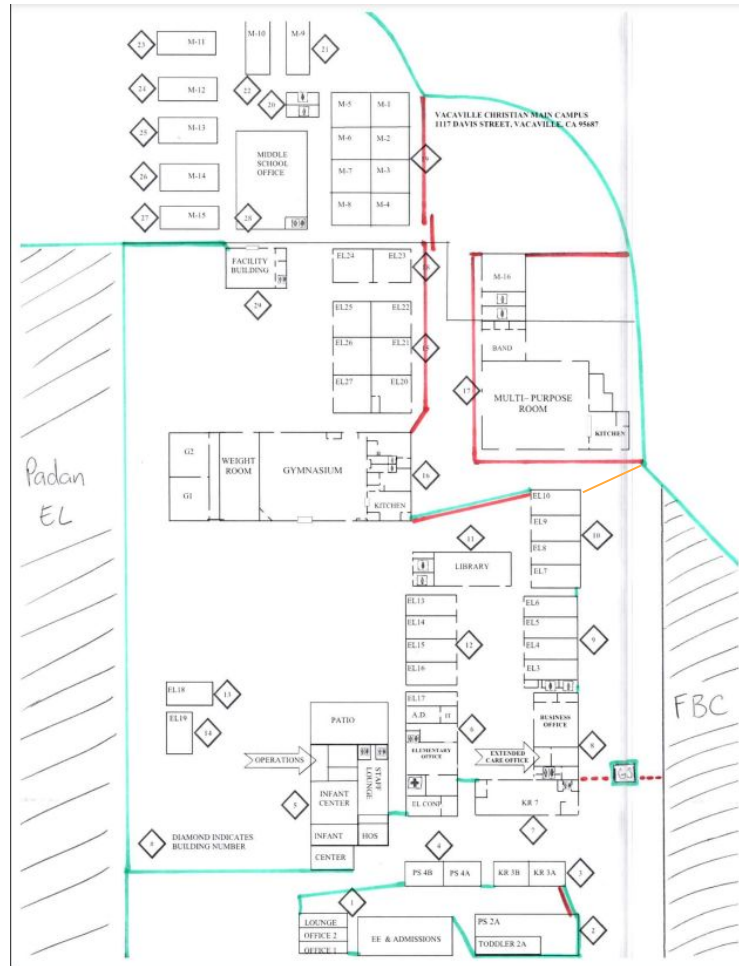 23
M-11
M-10
M-9
21
24
M-12
22
20
M-5
M-1
VACAVILLE CHRISTIAN MAIN CAMPUS
1117 DAVIS STREET, VACAVILLE, CA 95687
25
M-13
M-6
M-2
MIDDLE
SCHOOL
OFFICE
19
26
M-14
M-7
M-3
27
M-15
28
M-8
M-4
FACILITY
BUILDING
EL24
EL23
18
M-16
29
EL25
EL22
EL26
EL21
15
BAND
EL27
EL20
17
MULTI- PURPOSE
ROOM
KITCHEN
G2
WEIGHT
ROOM
GYMNASIUM
16
G1
KITCHEN
Padan
EL
EL10
EL9
10
11
EL8
LIBRARY
EL7
EL13
EL6
EL14
EL5
EL15
12
EL4
9
EL16
EL3
EL18
13
EL17
EL19
14
PATIO
A.D.
IT
6
BUSINESS
OFFICE
FBC
OPERATIONS
STAFF
LOUNGE
ELEMENTARY
OFFICE
EXTENDED
CARE OFFICE
8
INFANT
CENTER
5
EL CONF
KR 7
4
DIAMOND INDICATES
BUILDING NUMBER
INFANT
HOS
7
CENTER
4
PS 4B
PS 4A
KR 3B
KR 3A
3
1
LOUNGE
OFFICE 2
OFFICE 1
EE & ADMISSIONS
PS 2A
TODDLER 2A
2